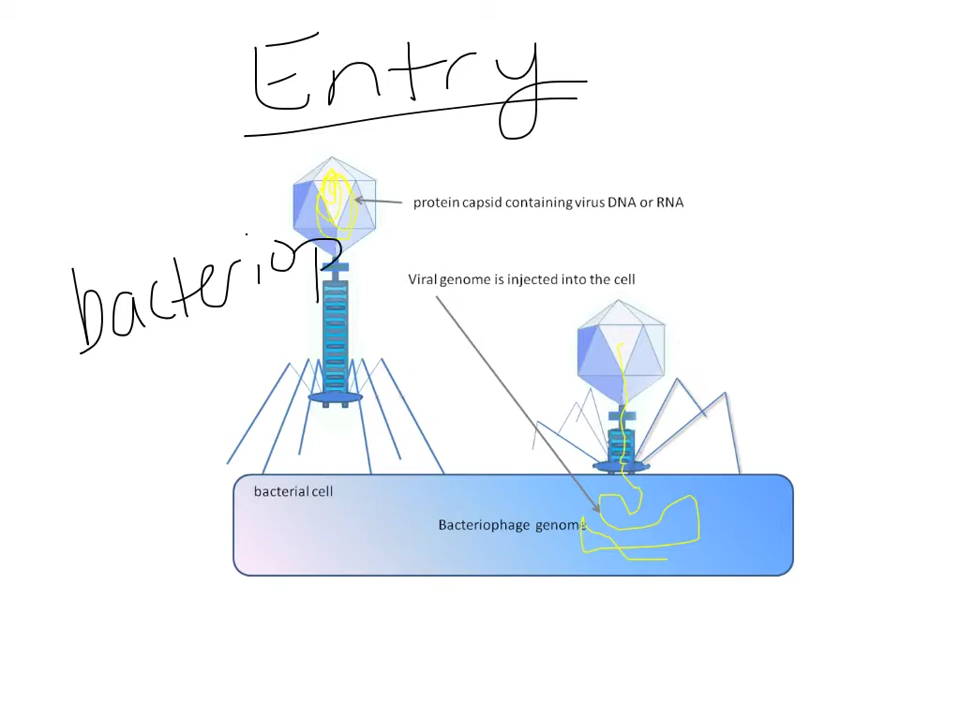 Entry
protein capsid containing virus DNA or RNA
bacteriop
Viral genome is injected into the cell
bacterial cell
Bacteriophage genome